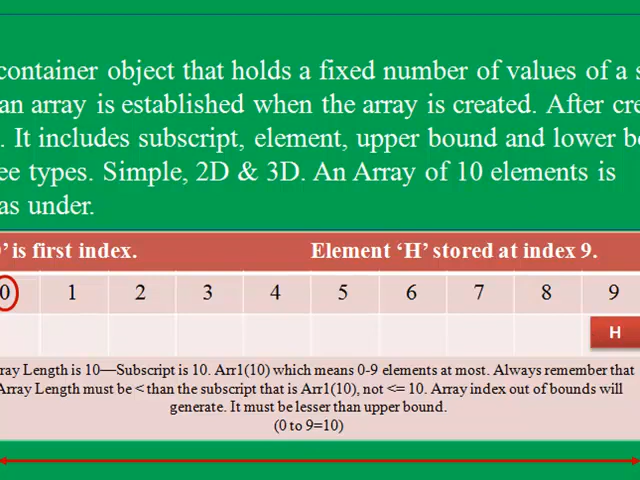 container object that holds a fixed number of values of a s
an array is established when the array is created. After cre
. It includes subscript, element, upper bound and lower bo
ee types. Simple, 2D & 3D. An Array of 10 elements is
as under.
’ is first index. Element ‘H’ stored at index 9.
0 1 2 3 4 5 6 7 8 9
H
ray Length is 10—Subscript is 10. Arr1(10) which means 0-9 elements at most. Always remember that
Array Length must be < than the subscript that is Arr1(10), not <= 10. Array index out of bounds will
generate. It must be lesser than upper bound.
(0 to 9=10)